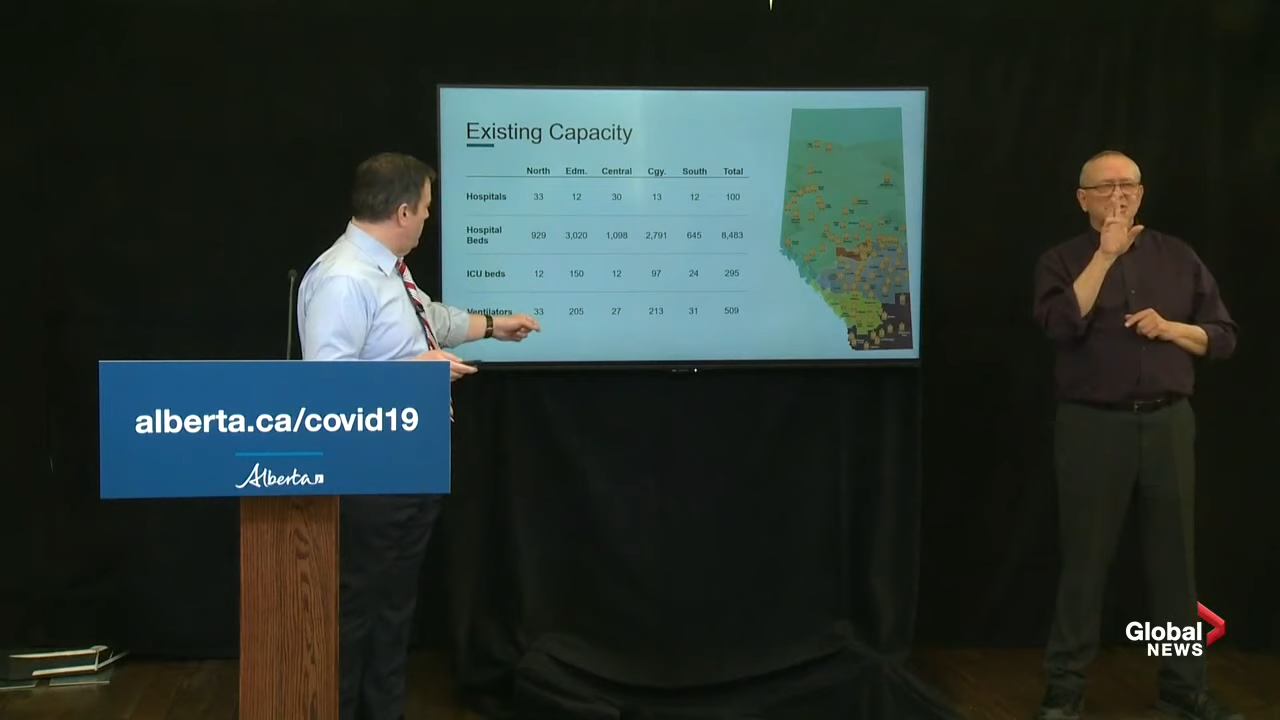 Existing Capacity
North Edm. Central Cgy. South Total
Hospitals 33 12 30 13 12 100
Hospital
Beds 929 3,020 1,098 2,791 645 8,483
ICU beds 12 150 12 97 24 295
Ventilators 33 205 27 213 31 509
alberta.ca/covid19
Alberta
Global
NEWS